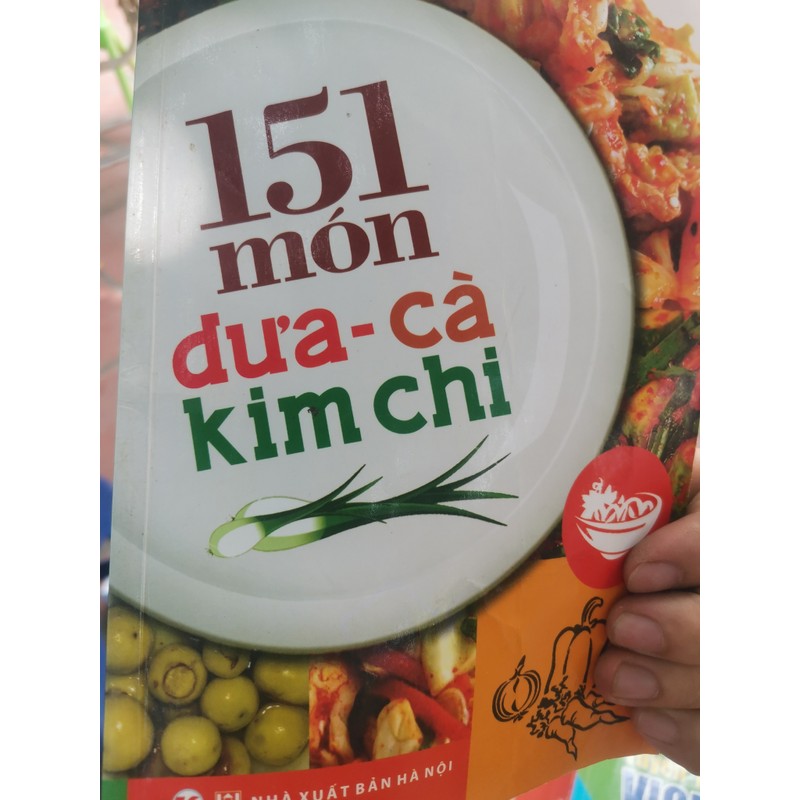 151
món
dưa-cà
kim chi
NHÀ XUẤT BẢN HÀ NỘI